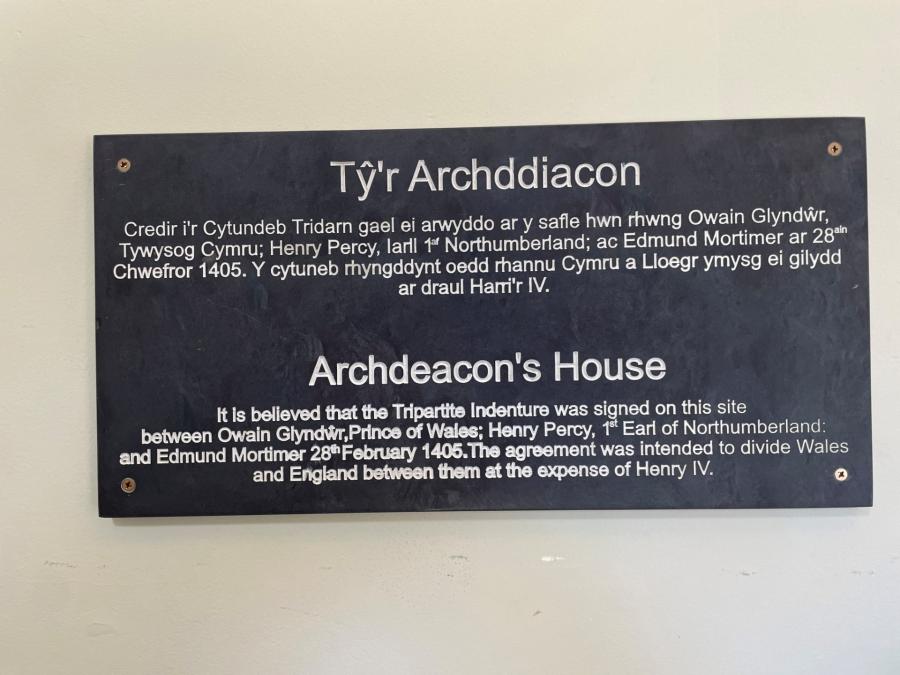 Tŷ'r Archddiacon
Credir i'r Cytundeb Tridarn gael ei arwyddo ar y safle hwn rhwng Owain Glyndŵr,
Tywysog Cymru; Henry Percy, Iarll 1af Northumberland; ac Edmund Mortimer ar 28ain
Chwefror 1405. Y cytuneb rhyngddynt oedd rhannu Cymru a Lloegr ymysg ei gilydd
ar draul Harri'r IV.
Archdeacon's House
It is believed that the Tripartite Indenture was signed on this site
between Owain Glyndŵr,Prince of Wales; Henry Percy, 1st Earl of Northumberland:
and Edmund Mortimer 28th February 1405.The agreement was intended to divide Wales
and England between them at the expense of Henry IV.